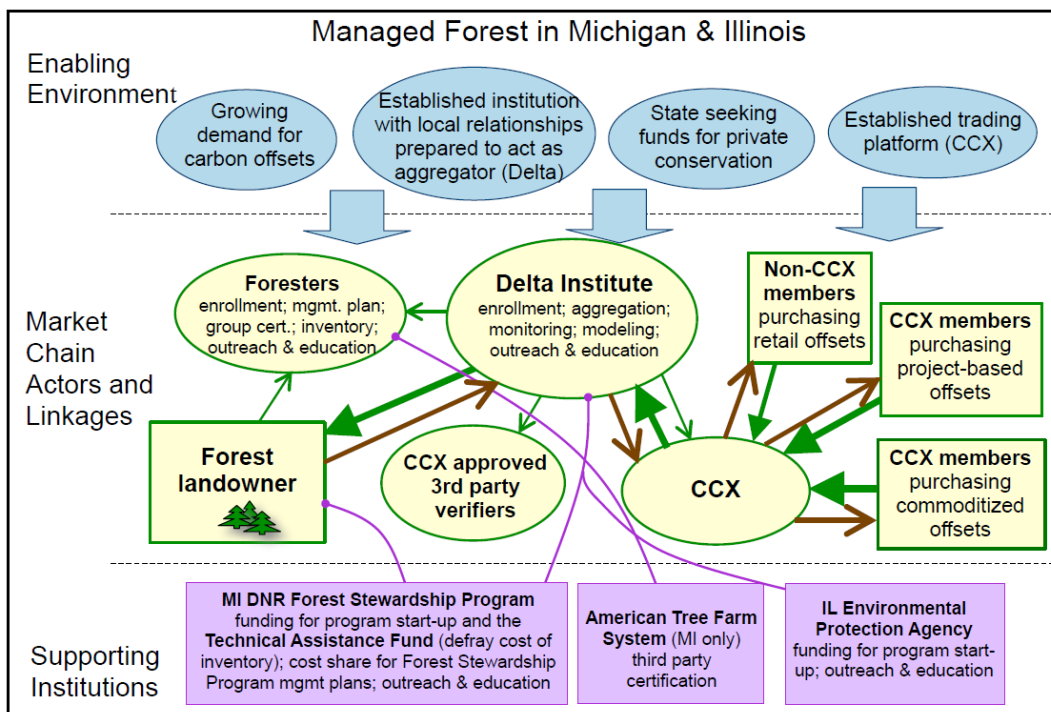 Managed Forest in Michigan & Illinois
Enabling
Environment
Growing
demand for
carbon offsets
Established institution
with local relationships
prepared to act as
aggregator (Delta)
State seeking
funds for private
conservation
Established trading
platform (CCX)
Market
Chain
Actors and
Linkages
Foresters
enrollment; mgmt. plan;
group cert.; inventory;
outreach & education
Delta Institute
enrollment; aggregation;
monitoring; modeling;
outreach & education
Non-CCX
members
purchasing
retail offsets
CCX members
purchasing
project-based
offsets
Forest
landowner
CCX approved
3rd party
verifiers
CCX
CCX members
purchasing
commoditized
offsets
Supporting
Institutions
MI DNR Forest Stewardship Program
funding for program start-up and the
Technical Assistance Fund (defray cost of
inventory); cost share for Forest Stewardship
Program mgmt plans; outreach & education
American Tree Farm
System (MI only)
third party
certification
IL Environmental
Protection Agency
funding for program start-
up; outreach & education